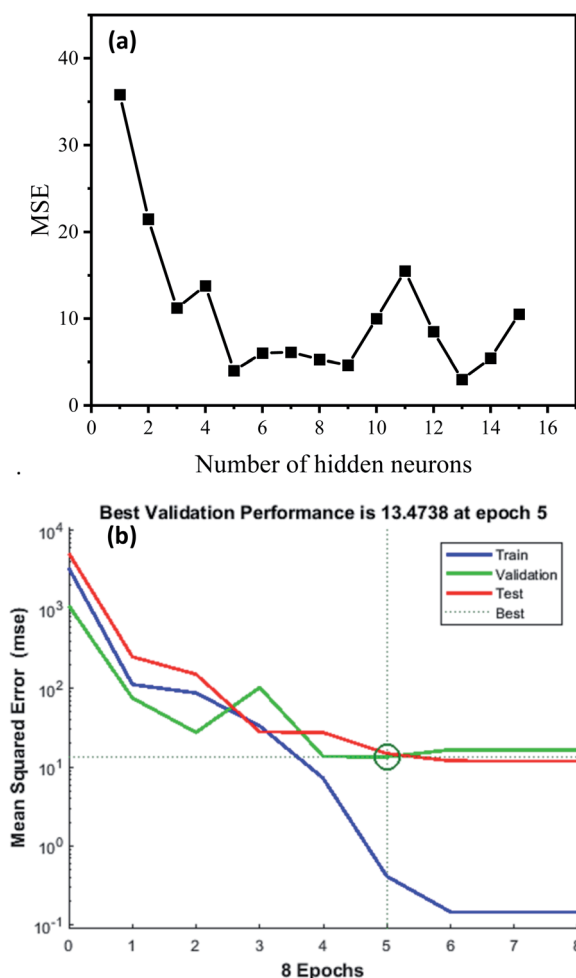 (a)
MSE
40
30
20
10
0
0 2 4 6 8 10 12 14 16
Number of hidden neurons
.
Best Validation Performance is 13.4738 at epoch 5
(b)
Mean Squared Error (mse)
10^4
10^3
10^2
10^1
10^0
10^-1
Train
Validation
Test
Best
0 1 2 3 4 5 6 7 8
8 Epochs